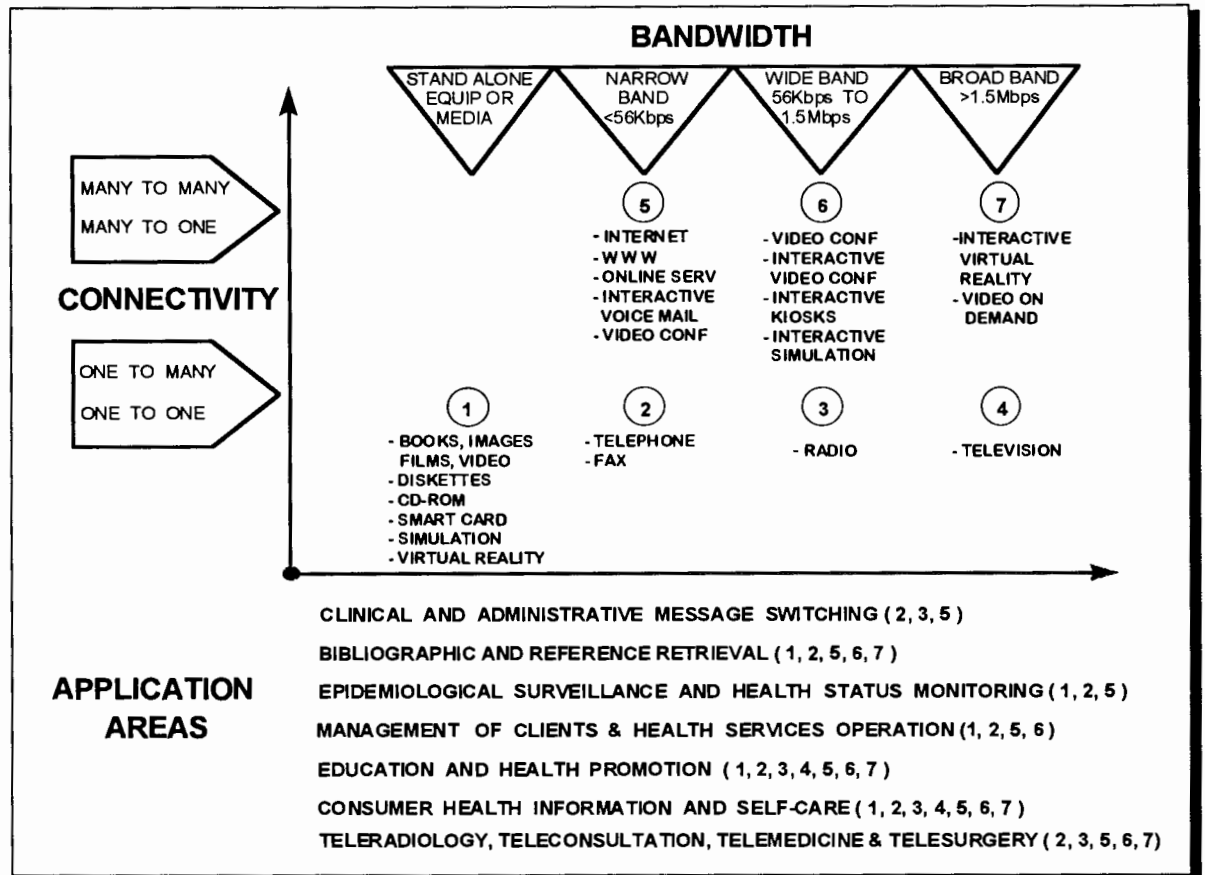 BANDWIDTH
STAND ALONE
EQUIP OR
MEDIA
NARROW
BAND
<56Kbps
WIDE BAND
56Kbps TO
1.5Mbps
BROAD BAND
>1.5Mbps
MANY TO MANY
MANY TO ONE
CONNECTIVITY
ONE TO MANY
ONE TO ONE
5
- INTERNET
- W W W
- ONLINE SERV
- INTERACTIVE
VOICE MAIL
- VIDEO CONF
6
- VIDEO CONF
- INTERACTIVE
VIDEO CONF
- INTERACTIVE
KIOSKS
- INTERACTIVE
SIMULATION
7
-INTERACTIVE
VIRTUAL
REALITY
- VIDEO ON
DEMAND
1
- BOOKS, IMAGES
FILMS, VIDEO
- DISKETTES
- CD-ROM
- SMART CARD
- SIMULATION
- VIRTUAL REALITY
2
- TELEPHONE
- FAX
3
- RADIO
4
- TELEVISION
APPLICATION
AREAS
CLINICAL AND ADMINISTRATIVE MESSAGE SWITCHING ( 2, 3, 5 )
BIBLIOGRAPHIC AND REFERENCE RETRIEVAL ( 1, 2, 5, 6, 7 )
EPIDEMIOLOGICAL SURVEILLANCE AND HEALTH STATUS MONITORING ( 1, 2, 5 )
MANAGEMENT OF CLIENTS & HEALTH SERVICES OPERATION (1, 2, 5, 6 )
EDUCATION AND HEALTH PROMOTION ( 1, 2, 3, 4, 5, 6, 7 )
CONSUMER HEALTH INFORMATION AND SELF-CARE ( 1, 2, 3, 4, 5, 6, 7 )
TELERADIOLOGY, TELECONSULTATION, TELEMEDICINE & TELESURGERY ( 2, 3, 5, 6, 7)